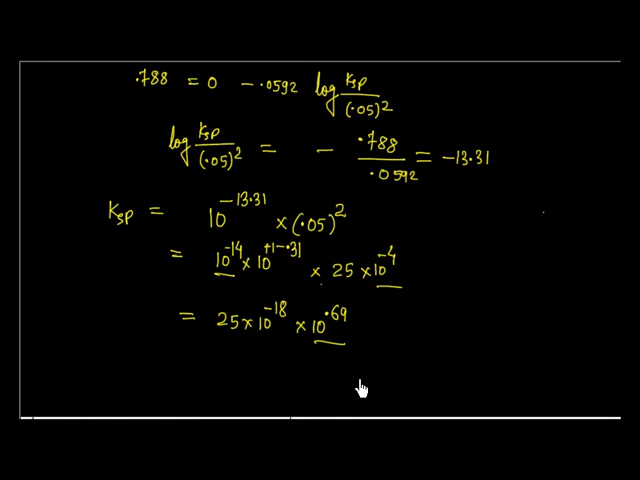 .788 = 0 - .0592 log Ksp/(.05)²
log Ksp/(.05)² = - .788/.0592 = -13.31
Ksp = 10^-13.31 × (.05)²
= 10^-14 × 10^+1-.31 × 25 × 10^-4
= 25 × 10^-18 × 10^.69